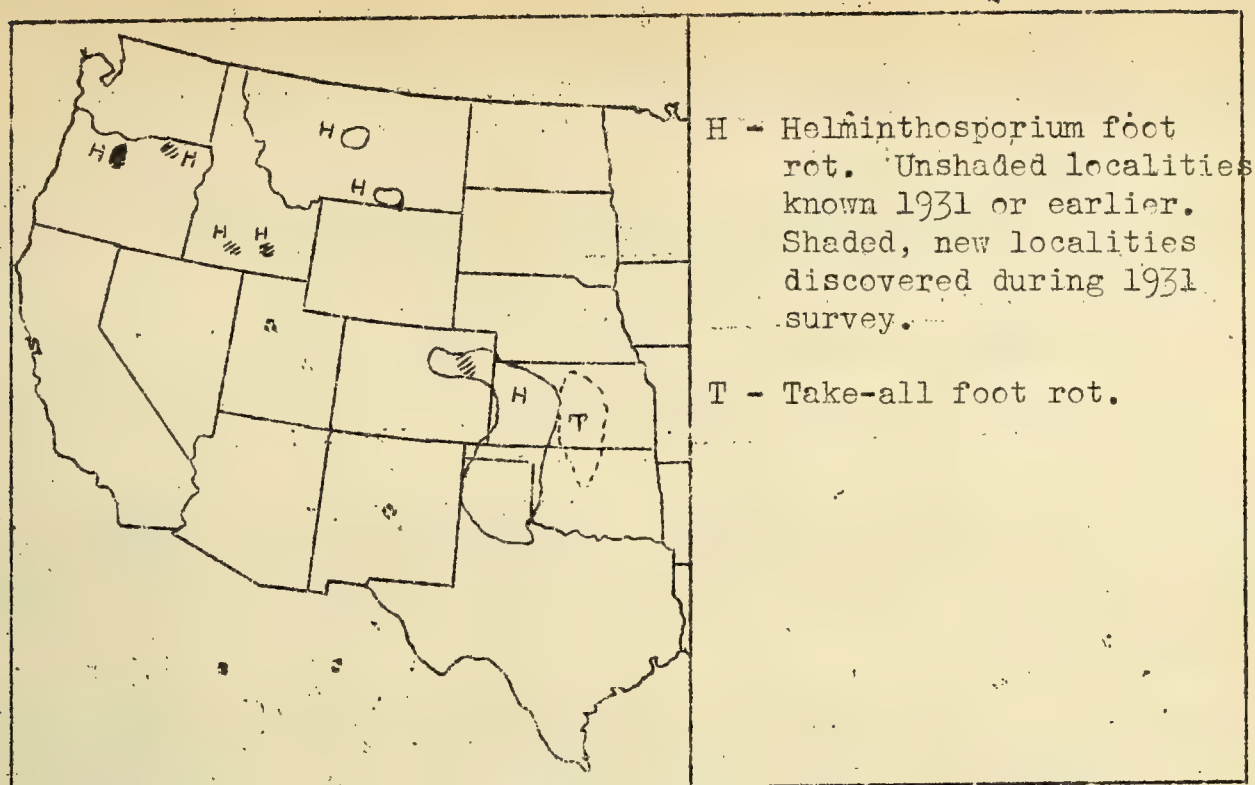 H
H
H
H
H
H
H
T
H - Helminthosporium foot
rot. Unshaded localities
known 1931 or earlier.
Shaded, new localities
discovered during 1931
survey.
T - Take-all foot rot.